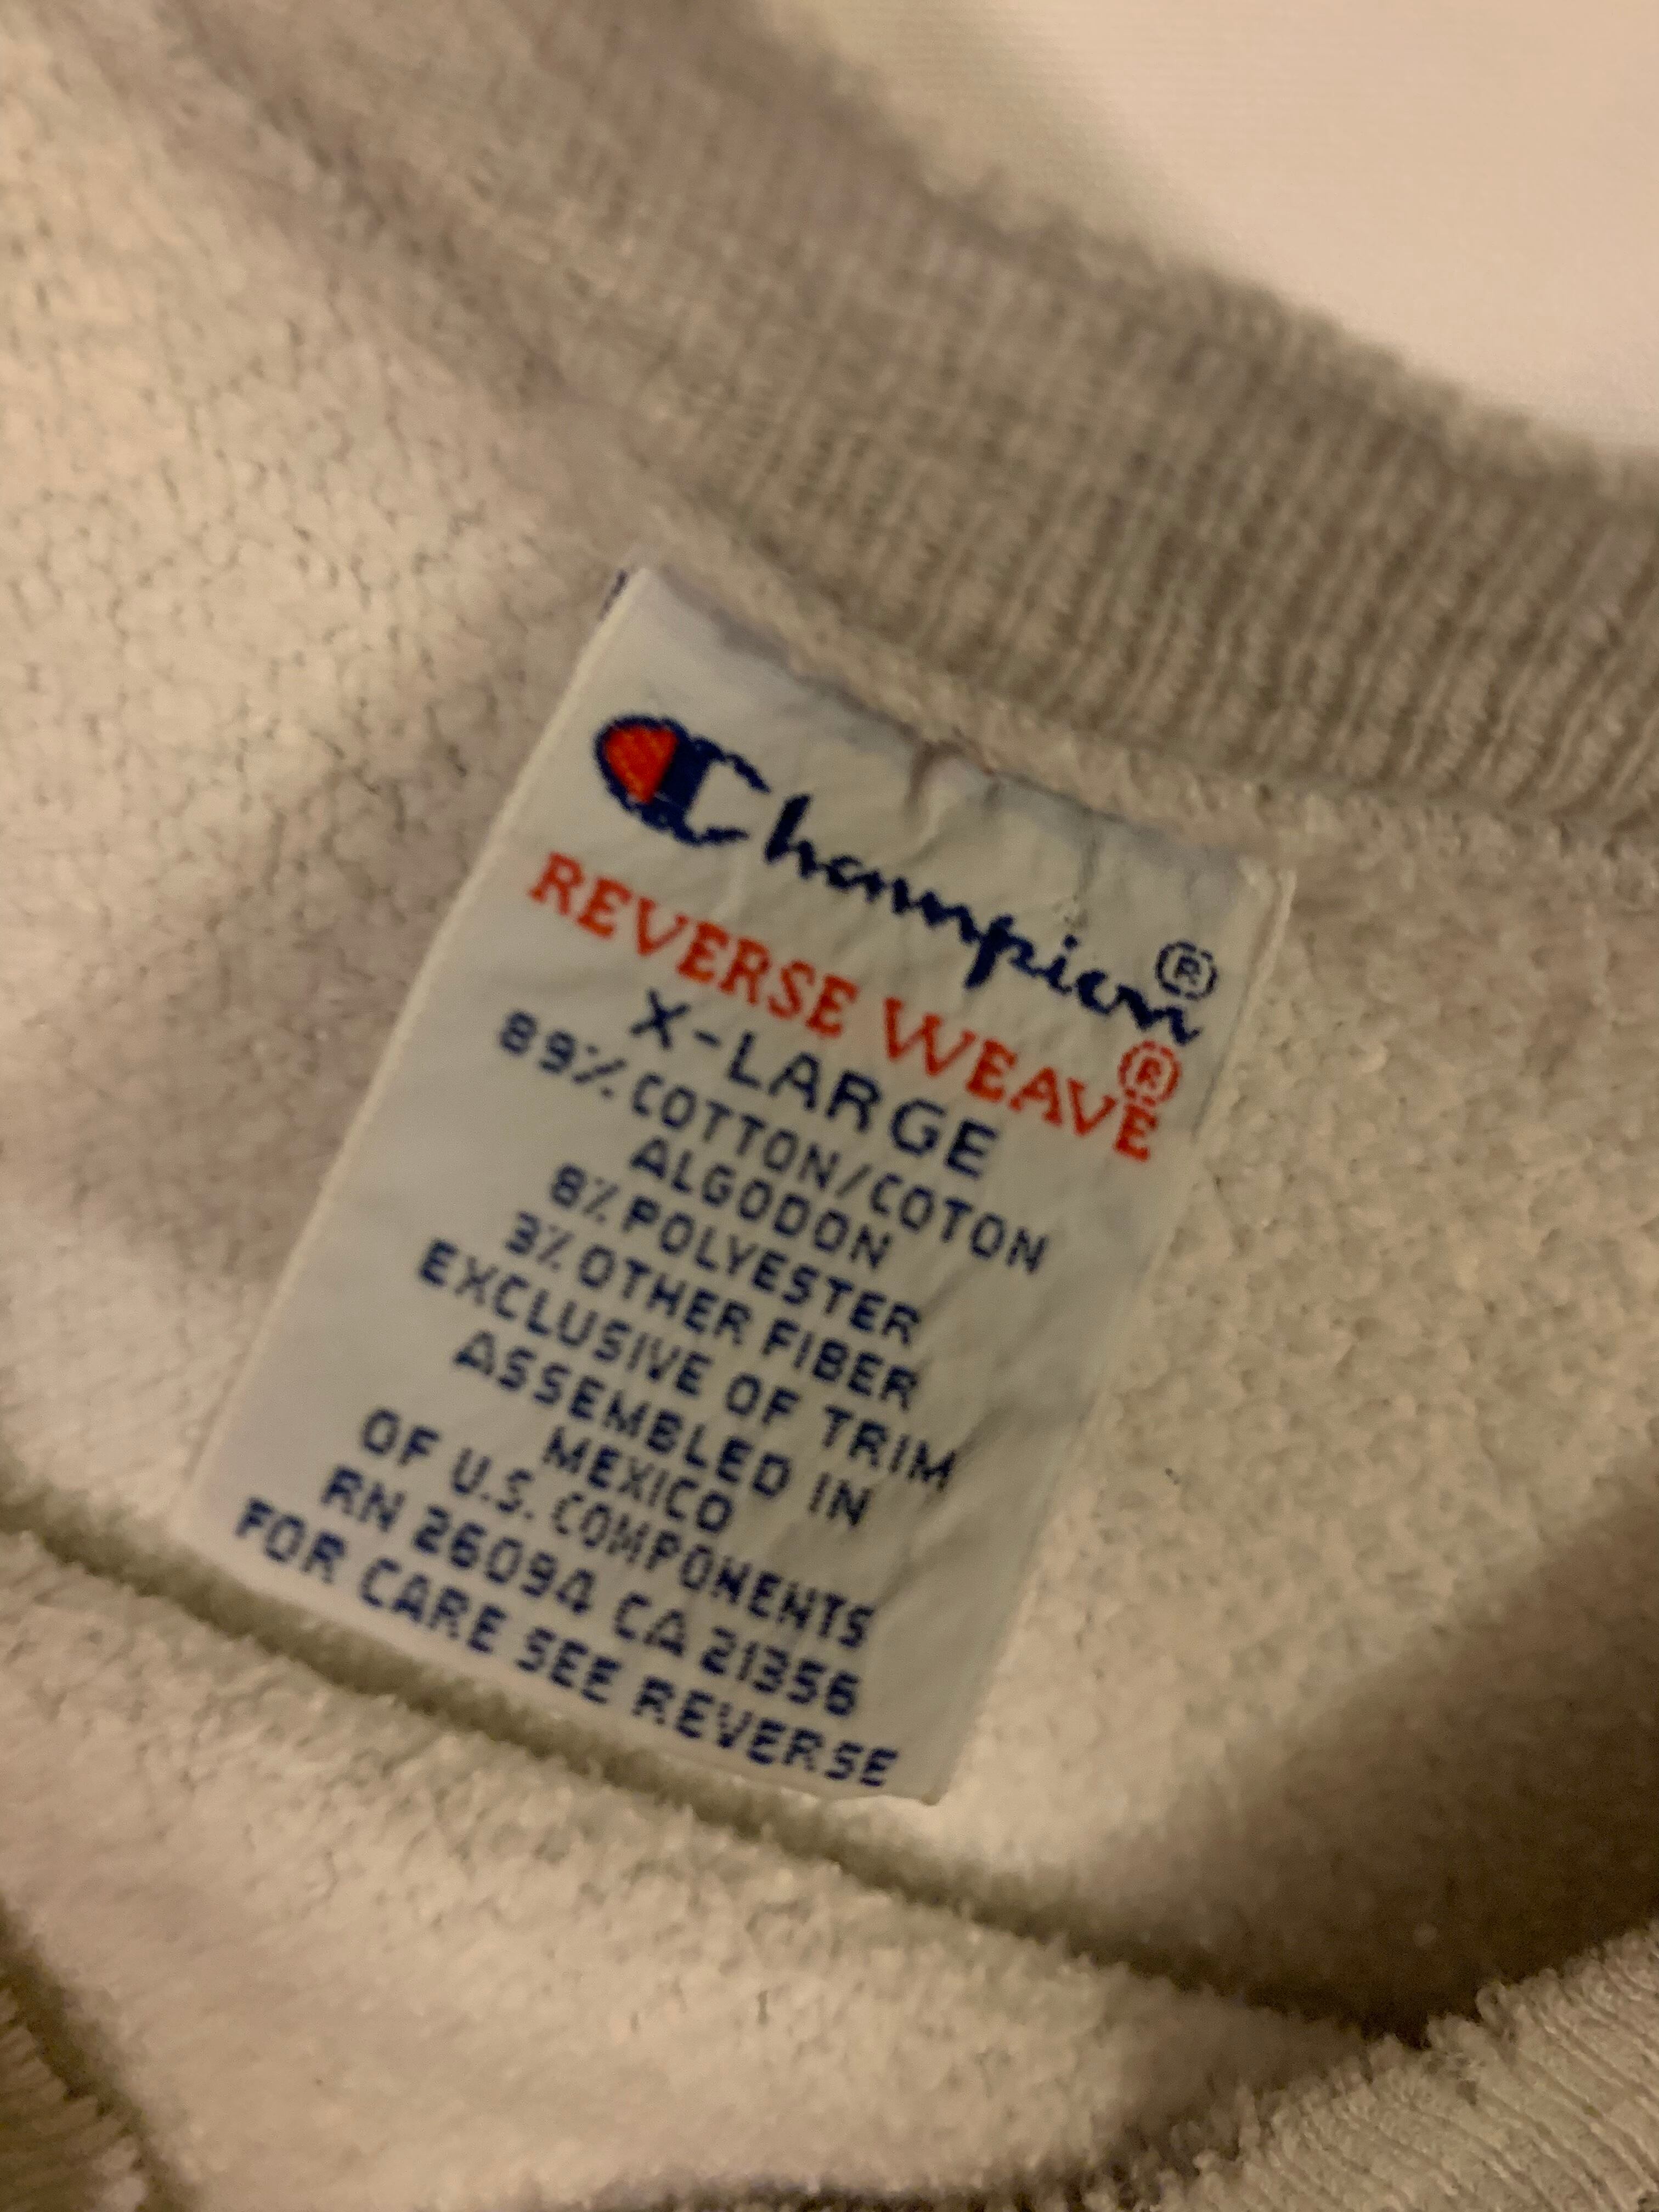 Champion®
REVERSE WEAVE®
X-LARGE
89% COTTON/COTON
ALGODON
8% POLYESTER
3% OTHER FIBER
EXCLUSIVE OF TRIM
ASSEMBLED IN
MEXICO
OF U.S. COMPONENTS
RN 26094 CA 21356
FOR CARE SEE REVERSE